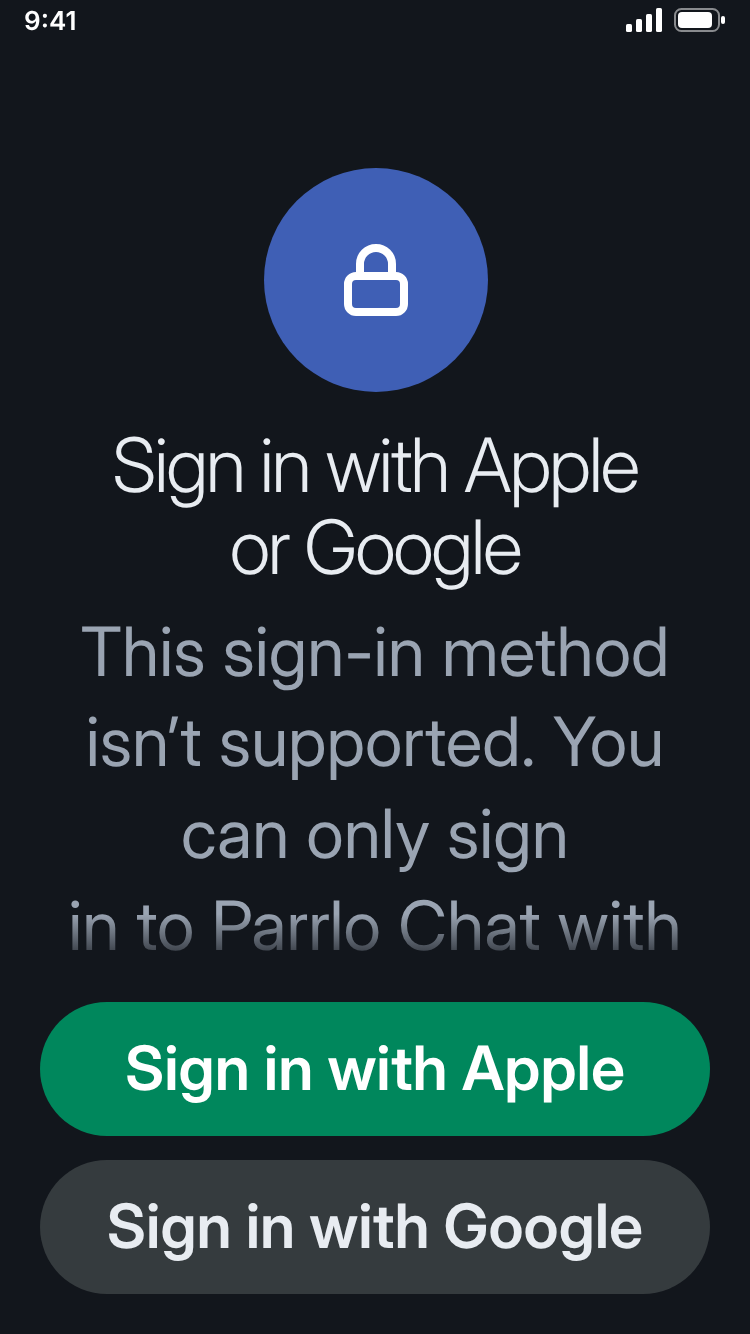 9:41
Sign in with Apple
or Google
This sign-in method
isn’t supported. You
can only sign
in to Parrlo Chat with
Sign in with Apple
Sign in with Google